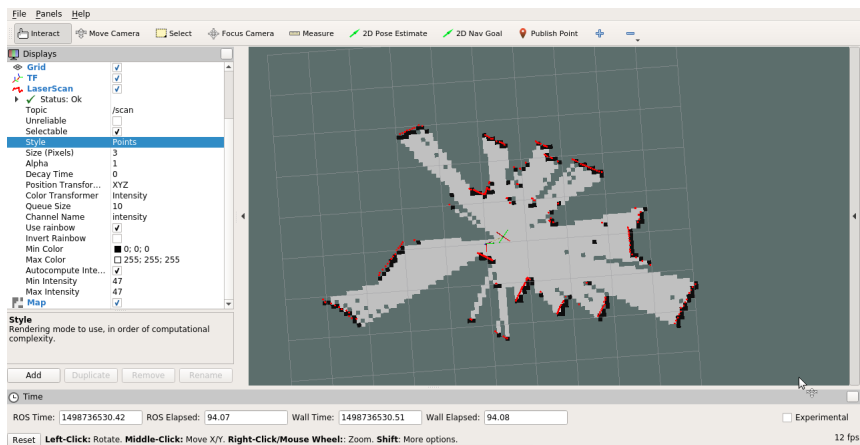 File Panels Help
Interact Move Camera Select Focus Camera Measure 2D Pose Estimate 2D Nav Goal Publish Point
Displays
Grid
TF
LaserScan
Status: Ok
Topic /scan
Unreliable
Selectable
Style Points
Size (Pixels) 3
Alpha 1
Decay Time 0
Position Transfor... XYZ
Color Transformer Intensity
Queue Size 10
Channel Name intensity
Use rainbow
Invert Rainbow
Min Color 0; 0; 0
Max Color 255; 255; 255
Autocompute Inte...
Min Intensity 47
Max Intensity 47
Map
Style
Rendering mode to use, in order of computational
complexity.
Add Duplicate Remove Rename
Time
ROS Time: 1498736530.42 ROS Elapsed: 94.07 Wall Time: 1498736530.51 Wall Elapsed: 94.08 Experimental
Reset Left-Click: Rotate. Middle-Click: Move X/Y. Right-Click/Mouse Wheel:: Zoom. Shift: More options. 12 fps